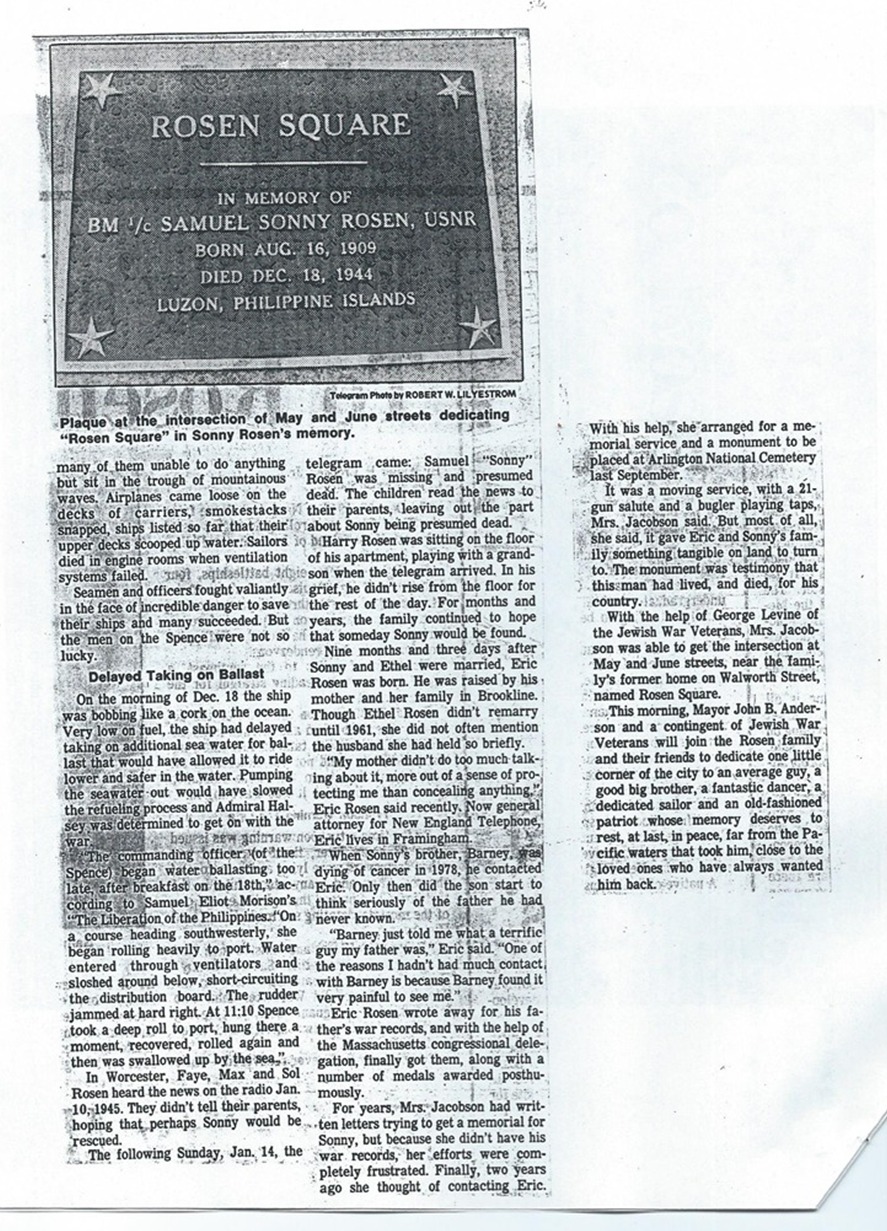 ROSEN SQUARE
IN MEMORY OF
BM 1/c SAMUEL SONNY ROSEN, USNR
BORN AUG. 16, 1909
DIED DEC. 18, 1944
LUZON, PHILIPPINE ISLANDS
Telegram Photo by ROBERT W. LILYESTROM
Plaque at the intersection of May and June streets dedicating
"Rosen Square" in Sonny Rosen's memory.
many of them unable to do anything
but sit in the trough of mountainous
waves. Airplanes came loose on the
decks of carriers, smokestacks
snapped, ships listed so far that their
upper decks scooped up water. Sailors
died in engine rooms when ventilation
systems failed.
Seamen and officers fought valiantly
in the face of incredible danger to save
their ships and many succeeded. But
the men on the Spence were not so
lucky.
Delayed Taking on Ballast
On the morning of Dec. 18 the ship
was bobbing like a cork on the ocean.
Very low on fuel, the ship had delayed
taking on additional sea water for bal-
last that would have allowed it to ride
lower and safer in the water. Pumping
the seawater out would have slowed
the refueling process and Admiral Hal-
sey was determined to get on with the
war.
"The commanding officer (of the
Spence) began water ballasting too
late, after breakfast on the 18th," ac-
cording to Samuel Eliot Morison's
"The Liberation of the Philippines." "On
a course heading southwesterly, she
began rolling heavily to port. Water
entered through ventilators and
sloshed around below, short-circuiting
the distribution board. The rudder
jammed at hard right. At 11:10 Spence
took a deep roll to port, hung there a
moment, recovered, rolled again and
then was swallowed up by the sea."
In Worcester, Faye, Max and Sol
Rosen heard the news on the radio Jan.
10, 1945. They didn't tell their parents,
hoping that perhaps Sonny would be
rescued.
The following Sunday, Jan. 14, the
telegram came: Samuel "Sonny"
Rosen was missing and presumed
dead. The children read the news to
their parents, leaving out the part
about Sonny being presumed dead.
Harry Rosen was sitting on the floor
of his apartment, playing with a grand-
son when the telegram arrived. In his
grief, he didn't rise from the floor for
the rest of the day. For months and
years, the family continued to hope
that someday Sonny would be found.
Nine months and three days after
Sonny and Ethel were married, Eric
Rosen was born. He was raised by his
mother and her family in Brookline.
Though Ethel Rosen didn't remarry
until 1961, she did not often mention
the husband she had held so briefly.
"My mother didn't do too much talk-
ing about it, more out of a sense of pro-
tecting me than concealing anything,"
Eric Rosen said recently. Now general
attorney for New England Telephone,
Eric lives in Framingham.
When Sonny's brother, Barney, was
dying of cancer in 1978, he contacted
Eric. Only then did the son start to
think seriously of the father he had
never known.
"Barney just told me what a terrific
guy my father was," Eric said. "One of
the reasons I hadn't had much contact
with Barney is because Barney found it
very painful to see me."
Eric Rosen wrote away for his fa-
ther's war records, and with the help of
the Massachusetts congressional dele-
gation, finally got them, along with a
number of medals awarded posthu-
mously.
For years, Mrs. Jacobson had writ-
ten letters trying to get a memorial for
Sonny, but because she didn't have his
war records, her efforts were com-
pletely frustrated. Finally, two years
ago she thought of contacting Eric.
With his help, she arranged for a me-
morial service and a monument to be
placed at Arlington National Cemetery
last September.
It was a moving service, with a 21-
gun salute and a bugler playing taps,
Mrs. Jacobson said. But most of all,
she said, it gave Eric and Sonny's fam-
ily something tangible on land to turn
to. The monument was testimony that
this man had lived, and died, for his
country.
With the help of George Levine of
the Jewish War Veterans, Mrs. Jacob-
son was able to get the intersection at
May and June streets, near the fami-
ly's former home on Walworth Street,
named Rosen Square.
This morning, Mayor John B. Ander-
son and a contingent of Jewish War
Veterans will join the Rosen family
and their friends to dedicate one little
corner of the city to an average guy, a
good big brother, a fantastic dancer, a
dedicated sailor and an old-fashioned
patriot whose memory deserves to
rest, at last, in peace, far from the Pa-
cific waters that took him, close to the
loved ones who have always wanted
him back.